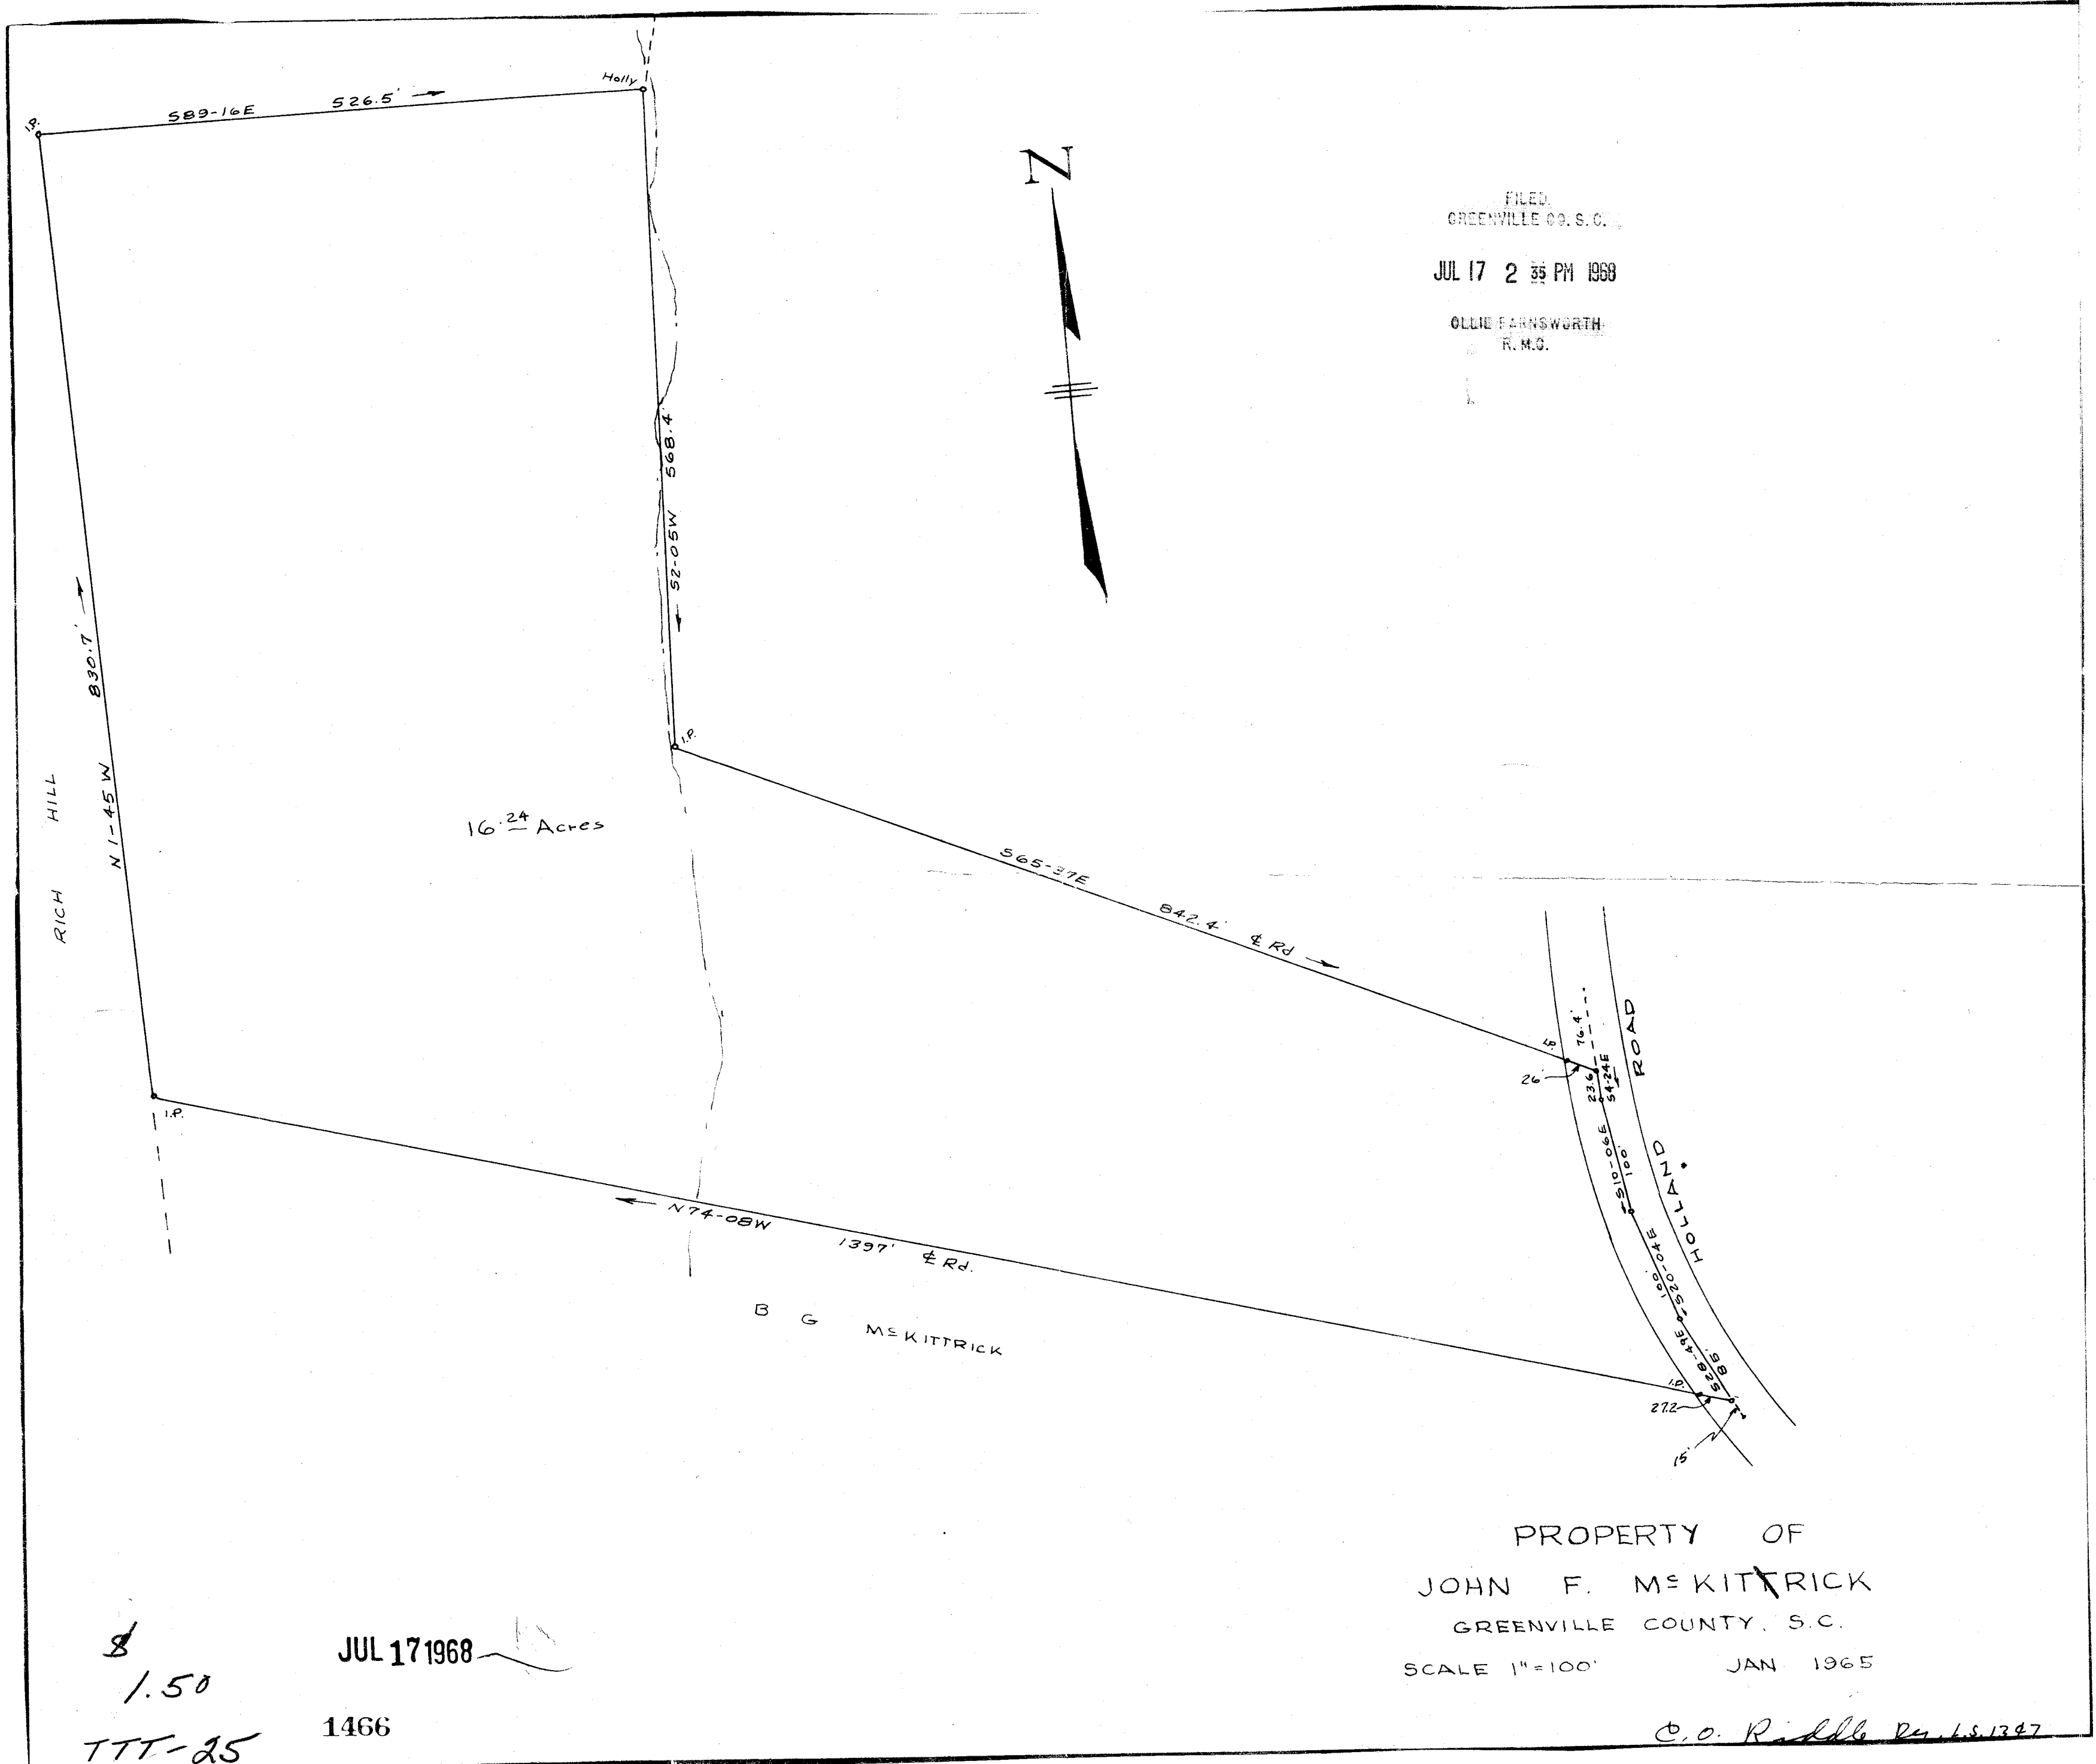 Holly
I.P.
S89-16E 526.5'
N
FILED
GREENVILLE CO. S. C.
JUL 17 2 35 PM 1968
OLLIE FARNSWORTH
R. M. C.
S2-05W 568.4'
N1-45W 830.7'
RICH HILL
I.P.
16.24 Acres
S65-37E 842.4' ℄ Rd
I.P.
76.4'
26'
23.6
S4-24E
HOLLAND ROAD
S10-06E
100'
S20-04E
100'
S28-49E
85'
I.P.
27.2
15'
I.P.
N74-08W 1397' ℄ Rd.
B G McKITTRICK
PROPERTY OF
JOHN F. McKITTRICK
GREENVILLE COUNTY, S.C.
SCALE 1"=100' JAN 1965
C.O. Riddle Reg. L.S. 1347
$
1.50
JUL 17 1968
1466
TTT-25